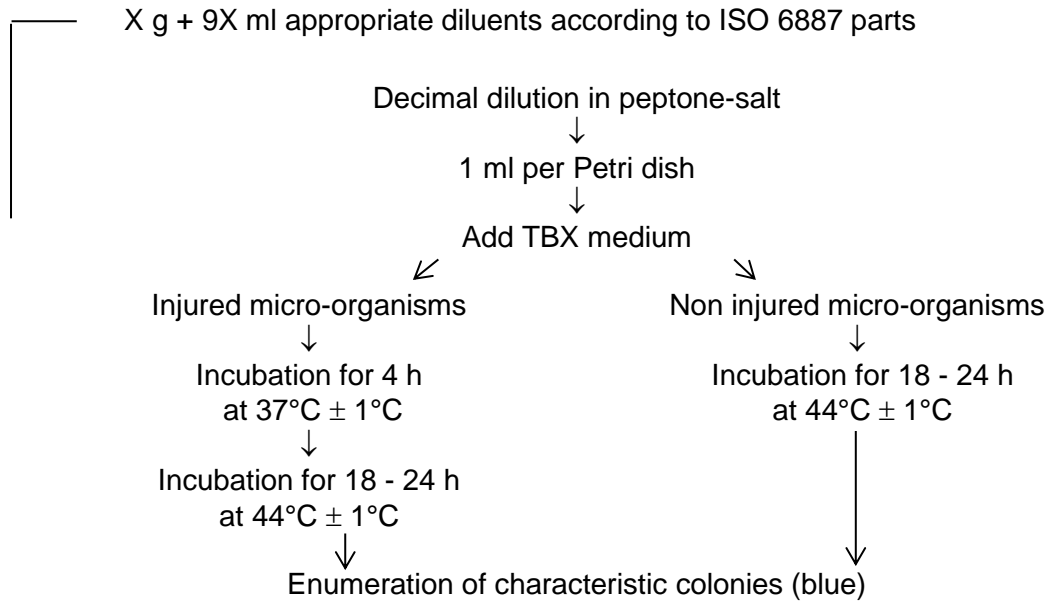 X g + 9X ml appropriate diluents according to ISO 6887 parts
Decimal dilution in peptone-salt
↓
1 ml per Petri dish
↓
Add TBX medium
Injured micro-organisms
↓
Incubation for 4 h
at 37°C ± 1°C
↓
Incubation for 18 - 24 h
at 44°C ± 1°C
Non injured micro-organisms
↓
Incubation for 18 - 24 h
at 44°C ± 1°C
Enumeration of characteristic colonies (blue)